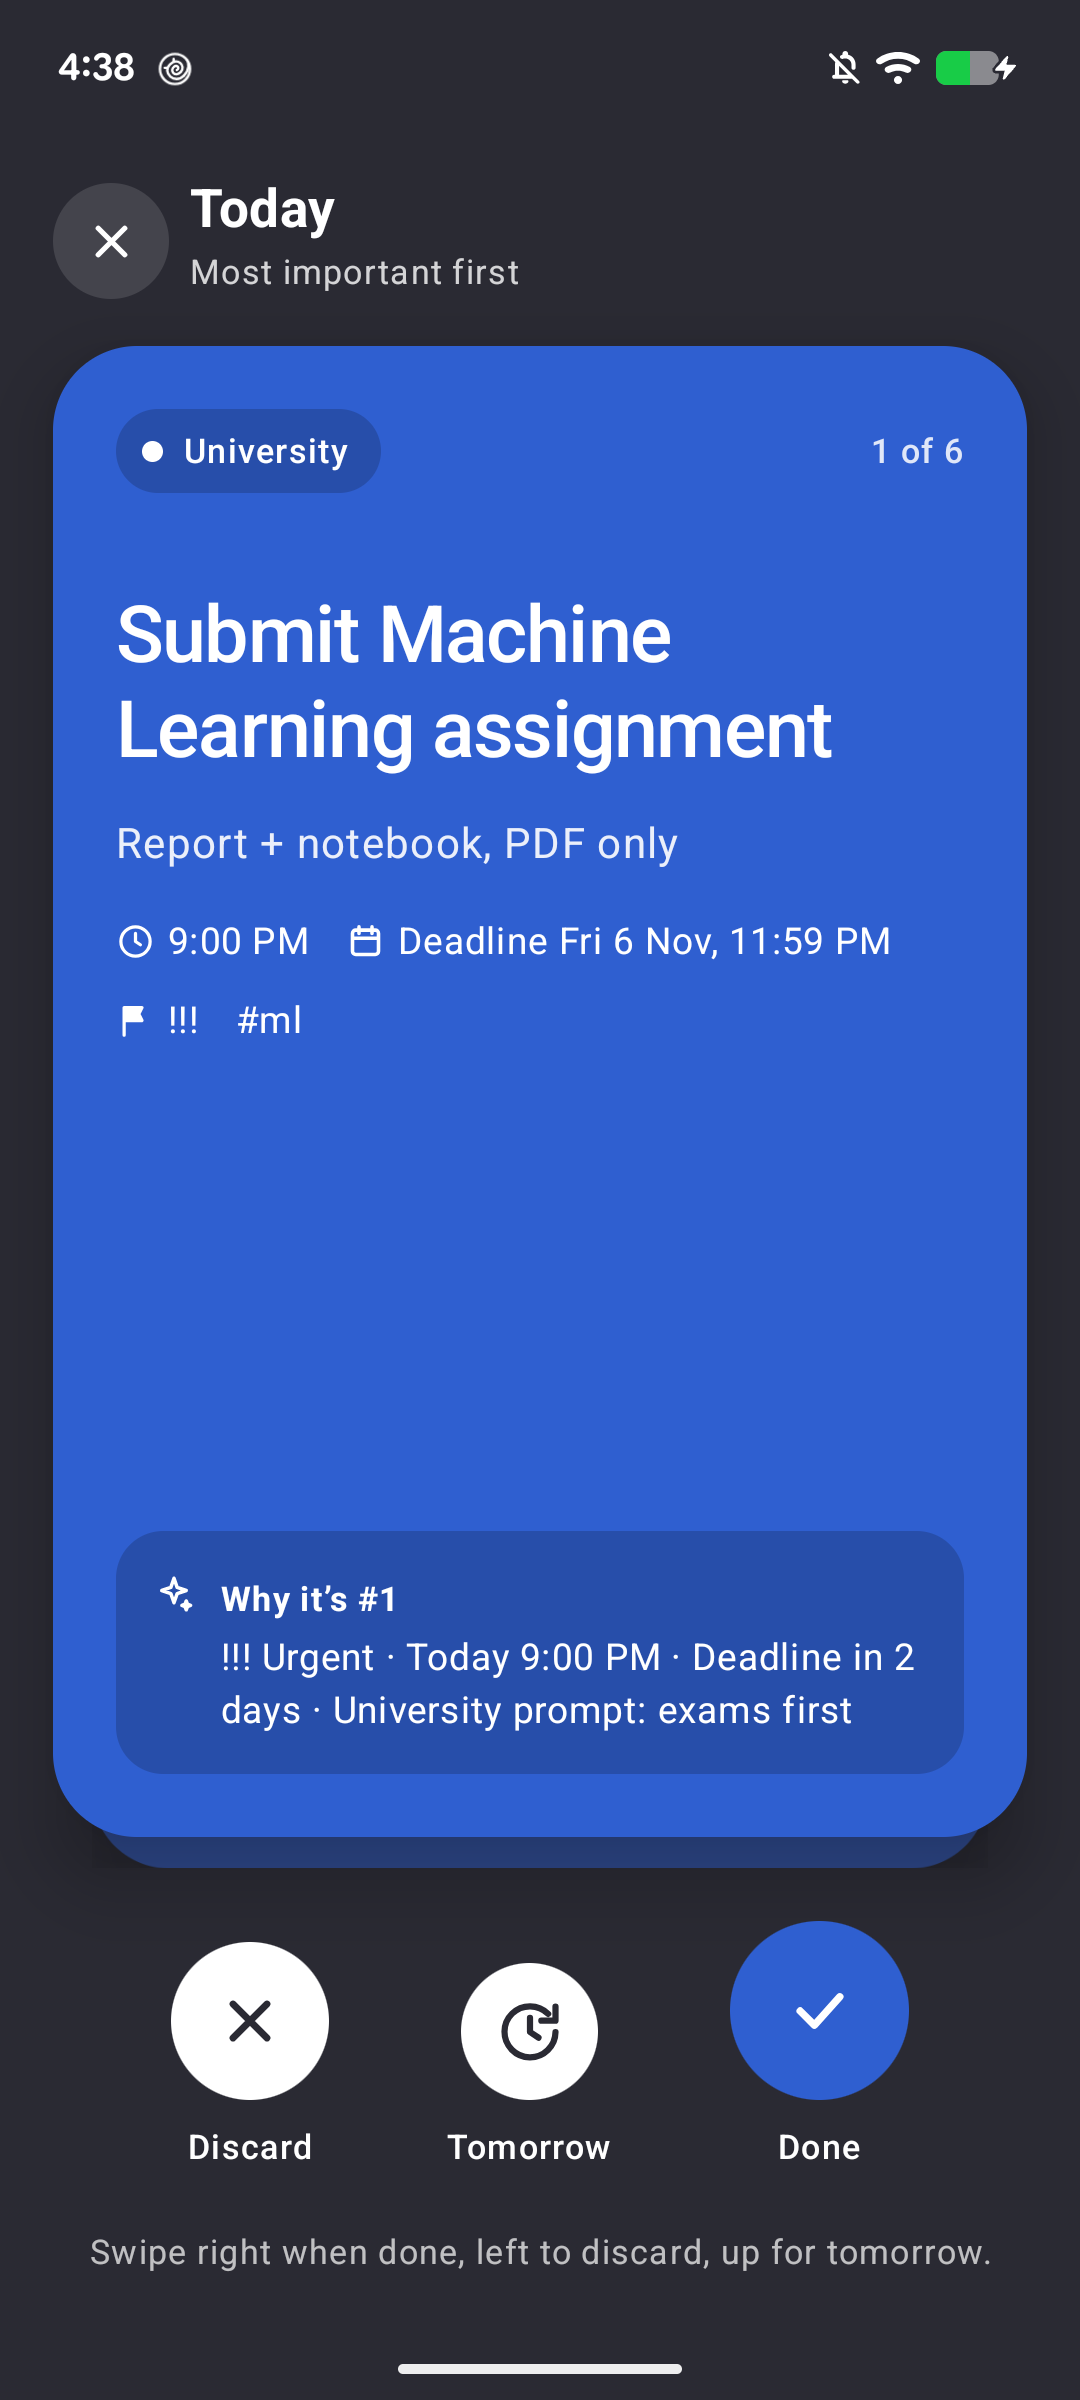 4:38
Today
Most important first
University
1 of 6
Submit Machine
Learning assignment
Report + notebook, PDF only
9:00 PM Deadline Fri 6 Nov, 11:59 PM
!!! #ml
Why it’s #1
!!! Urgent · Today 9:00 PM · Deadline in 2
days · University prompt: exams first
Discard
Tomorrow
Done
Swipe right when done, left to discard, up for tomorrow.